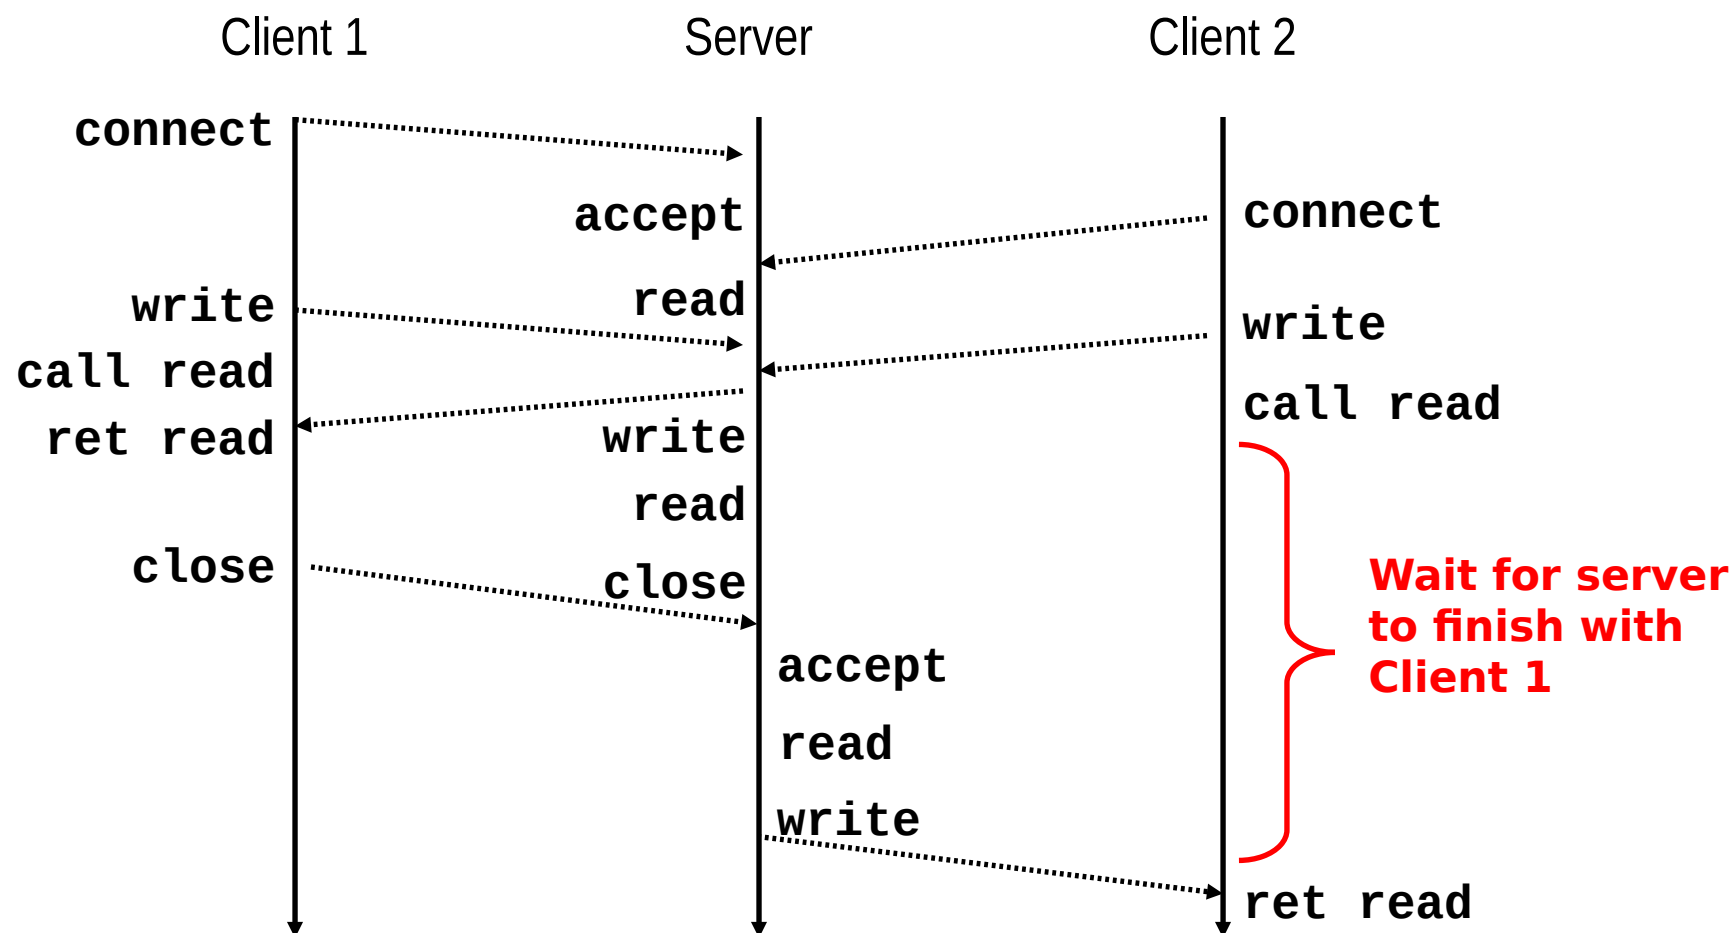 Client 1
Server
Client 2
connect
accept
connect
write
read
write
call read
call read
ret read
write
read
close
close
Wait for server
to finish with
Client 1
accept
read
write
ret read